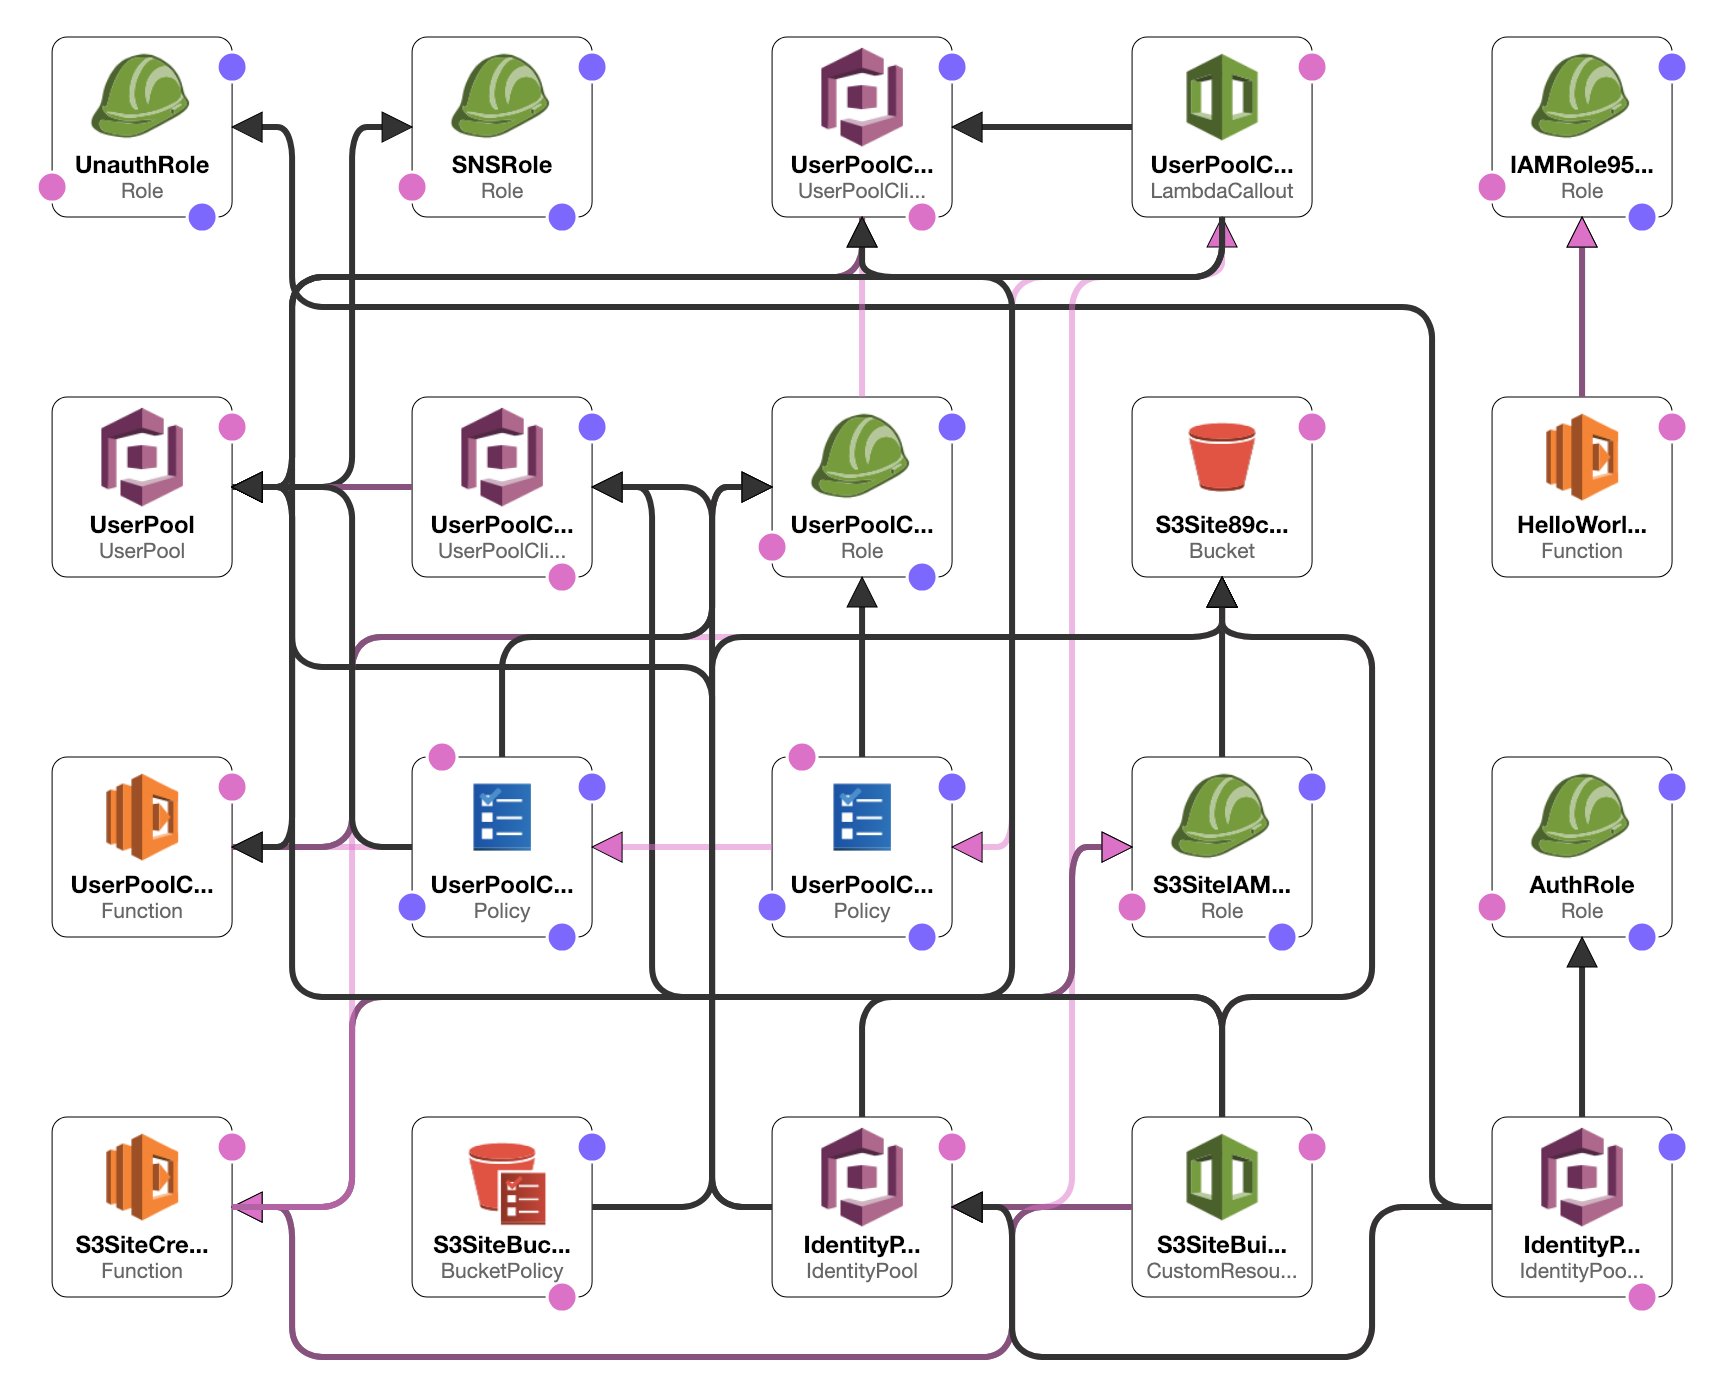 UnauthRole
Role
SNSRole
Role
UserPoolC...
UserPoolCli...
UserPoolC...
LambdaCallout
IAMRole95...
Role
UserPool
UserPool
UserPoolC...
UserPoolCli...
UserPoolC...
Role
S3Site89c...
Bucket
HelloWorl...
Function
UserPoolC...
Function
UserPoolC...
Policy
UserPoolC...
Policy
S3SiteIAM...
Role
AuthRole
Role
S3SiteCre...
Function
S3SiteBuc...
BucketPolicy
IdentityP...
IdentityPool
S3SiteBui...
CustomResou...
IdentityP...
IdentityPoo...